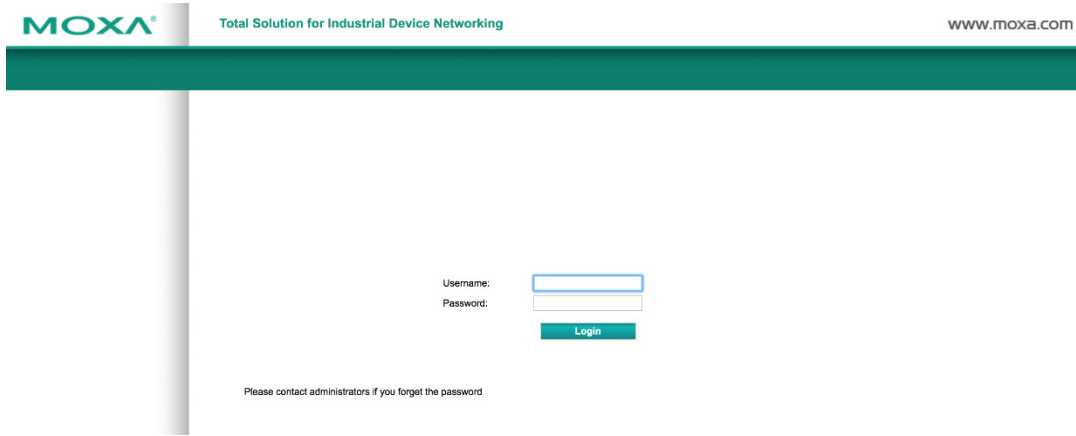 MOXA®
Total Solution for Industrial Device Networking
www.moxa.com
Username:
Password:
Login
Please contact administrators if you forget the password